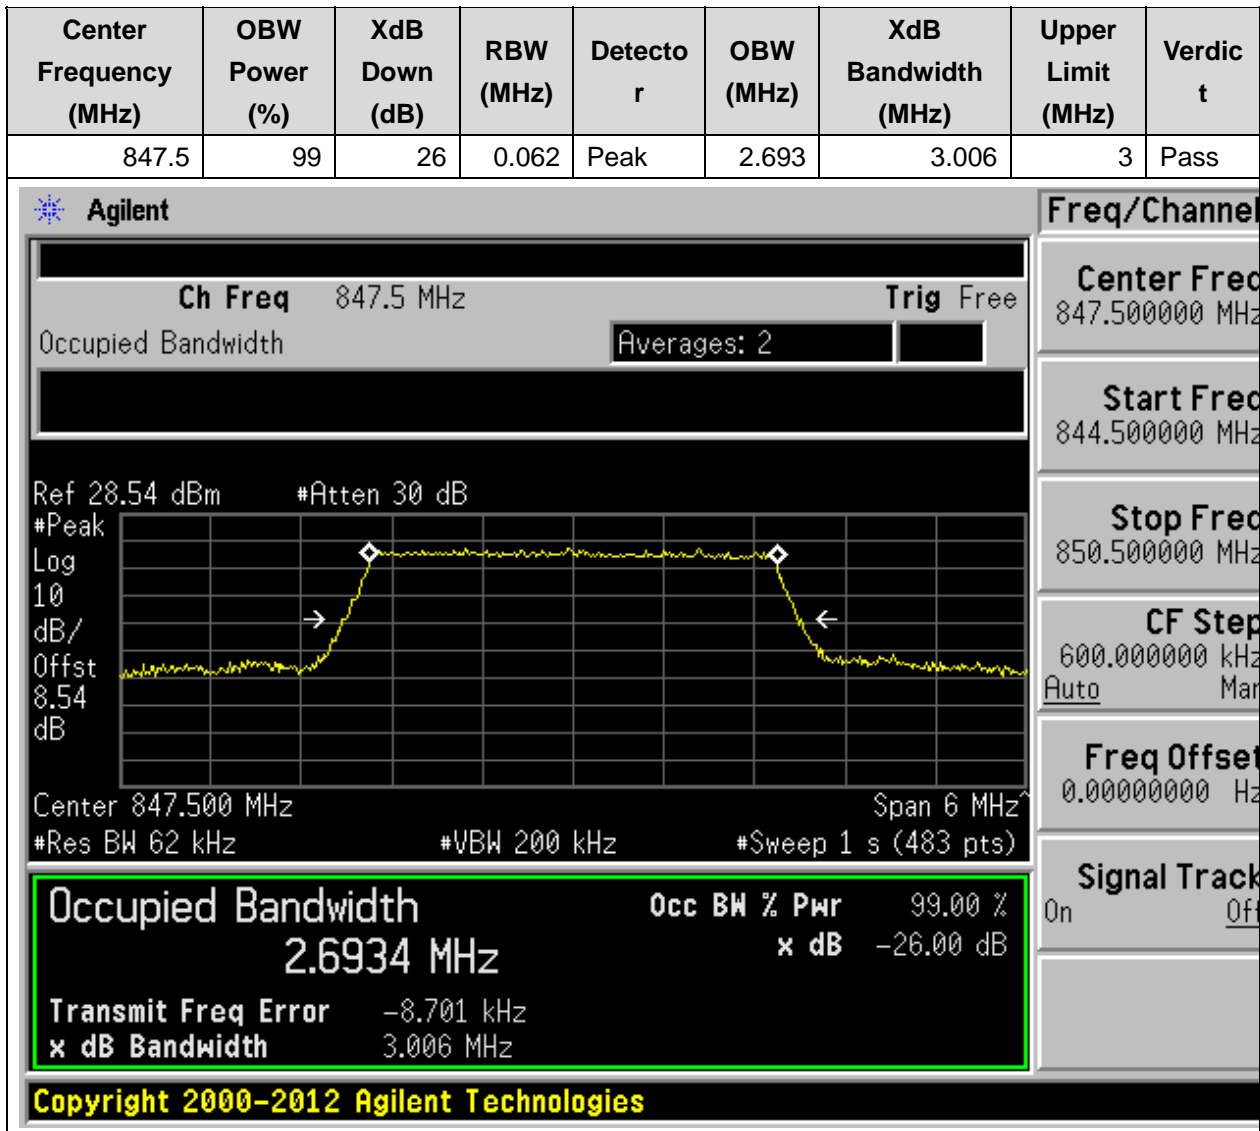 Center Frequency (MHz) OBW Power (%) XdB Down (dB) RBW (MHz) Detector OBW (MHz) XdB Bandwidth (MHz) Upper Limit (MHz) Verdict
847.5 99 26 0.062 Peak 2.693 3.006 3 Pass
Agilent
Freq/Channel
Ch Freq 847.5 MHz Trig Free
Occupied Bandwidth Averages: 2
Center Freq
847.500000 MHz
Start Freq
844.500000 MHz
Stop Freq
850.500000 MHz
CF Step
600.000000 kHz
Auto Man
Freq Offset
0.00000000 Hz
Signal Track
On Off
Ref 28.54 dBm #Atten 30 dB
#Peak
Log
10
dB/
Offst
8.54
dB
Center 847.500 MHz Span 6 MHz^
#Res BW 62 kHz #VBW 200 kHz #Sweep 1 s (483 pts)
Occupied Bandwidth Occ BW % Pwr 99.00 %
2.6934 MHz x dB -26.00 dB
Transmit Freq Error -8.701 kHz
x dB Bandwidth 3.006 MHz
Copyright 2000-2012 Agilent Technologies